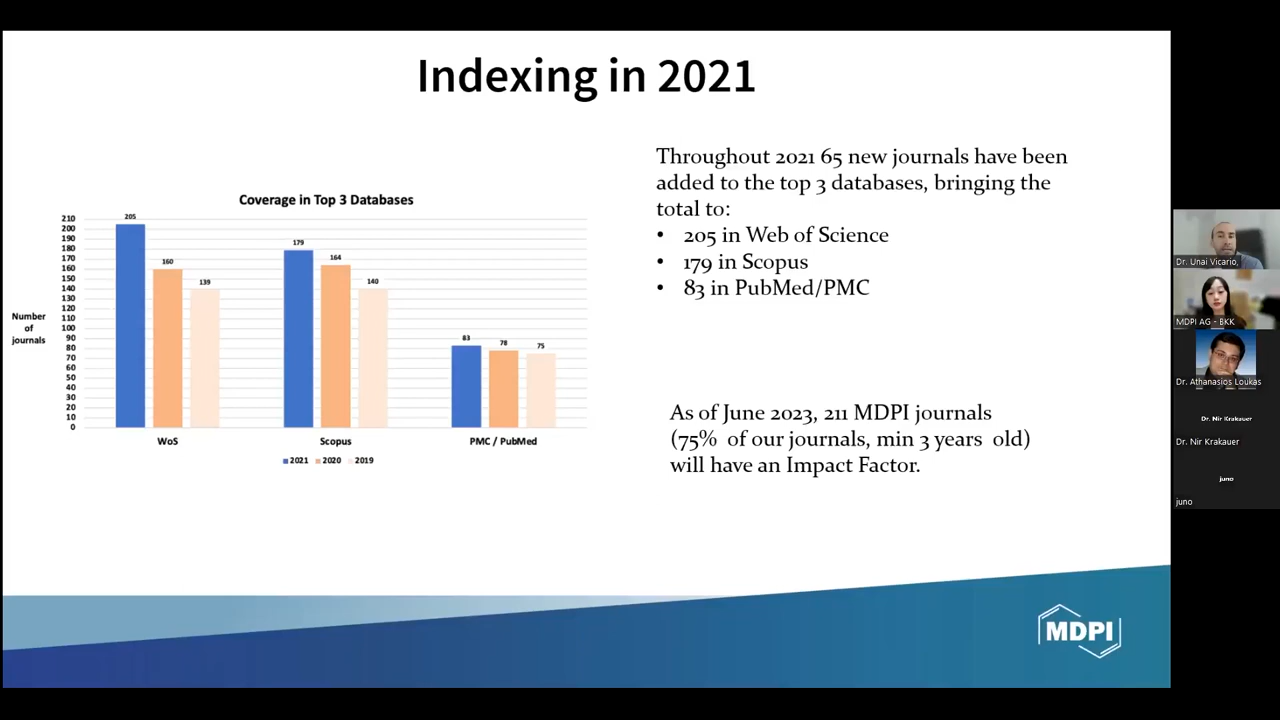 Indexing in 2021
Throughout 2021 65 new journals have been
added to the top 3 databases, bringing the
total to:
• 205 in Web of Science
• 179 in Scopus
• 83 in PubMed/PMC
As of June 2023, 211 MDPI journals
(75% of our journals, min 3 years old)
will have an Impact Factor.
Coverage in Top 3 Databases
Number
of
journals
210
200
190
180
170
160
150
140
130
120
110
100
90
80
70
60
50
40
30
20
10
0
205
160
139
179
164
140
83
78
75
WoS
Scopus
PMC / PubMed
2021 2020 2019
MDPI
Dr. Unai Vicario,
MDPI AG - BKK
Dr. Athanasios Loukas
Dr. Nir Krakauer
Dr. Nir Krakauer
juno
juno